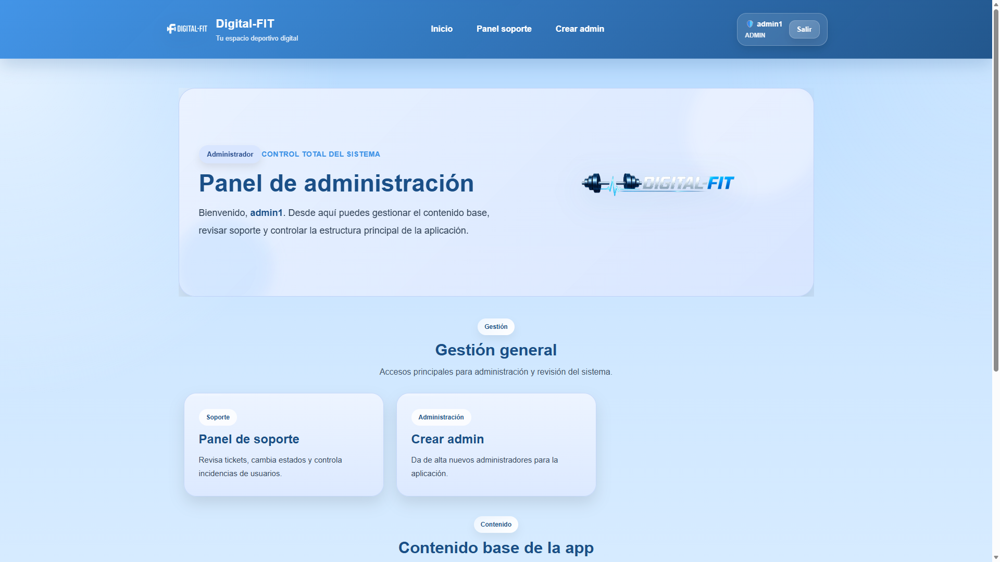 DIGITAL-FIT
Digital-FIT
Tu espacio deportivo digital
Inicio
Panel soporte
Crear admin
admin1
ADMIN
Salir
Administrador
CONTROL TOTAL DEL SISTEMA
Panel de administración
Bienvenido, admin1. Desde aquí puedes gestionar el contenido base,
revisar soporte y controlar la estructura principal de la aplicación.
DIGITAL-FIT
Gestión
Gestión general
Accesos principales para administración y revisión del sistema.
Soporte
Panel de soporte
Revisa tickets, cambia estados y controla
incidencias de usuarios.
Administración
Crear admin
Da de alta nuevos administradores para la
aplicación.
Contenido
Contenido base de la app